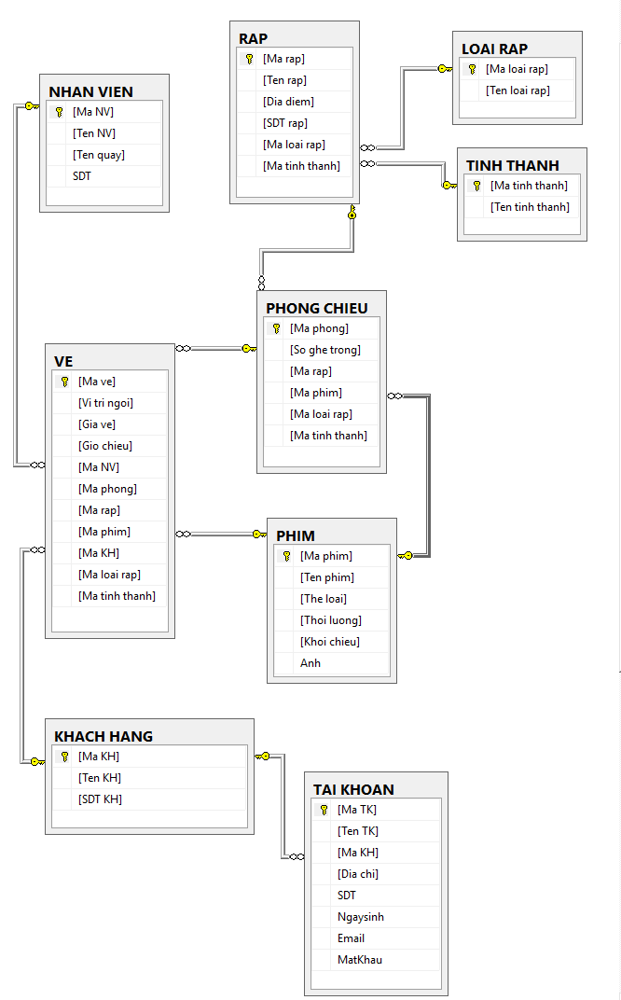 RAP
[Ma rap]
[Ten rap]
[Dia diem]
[SDT rap]
[Ma loai rap]
[Ma tinh thanh]
LOAI RAP
[Ma loai rap]
[Ten loai rap]
NHAN VIEN
[Ma NV]
[Ten NV]
[Ten quay]
SDT
TINH THANH
[Ma tinh thanh]
[Ten tinh thanh]
PHONG CHIEU
[Ma phong]
[So ghe trong]
[Ma rap]
[Ma phim]
[Ma loai rap]
[Ma tinh thanh]
VE
[Ma ve]
[Vi tri ngoi]
[Gia ve]
[Gio chieu]
[Ma NV]
[Ma phong]
[Ma rap]
[Ma phim]
[Ma KH]
[Ma loai rap]
[Ma tinh thanh]
PHIM
[Ma phim]
[Ten phim]
[The loai]
[Thoi luong]
[Khoi chieu]
Anh
KHACH HANG
[Ma KH]
[Ten KH]
[SDT KH]
TAI KHOAN
[Ma TK]
[Ten TK]
[Ma KH]
[Dia chi]
SDT
Ngaysinh
Email
MatKhau